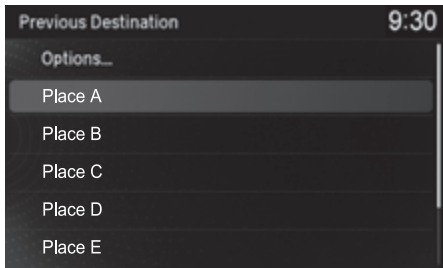 Previous Destination
9:30
Options...
Place A
Place B
Place C
Place D
Place E